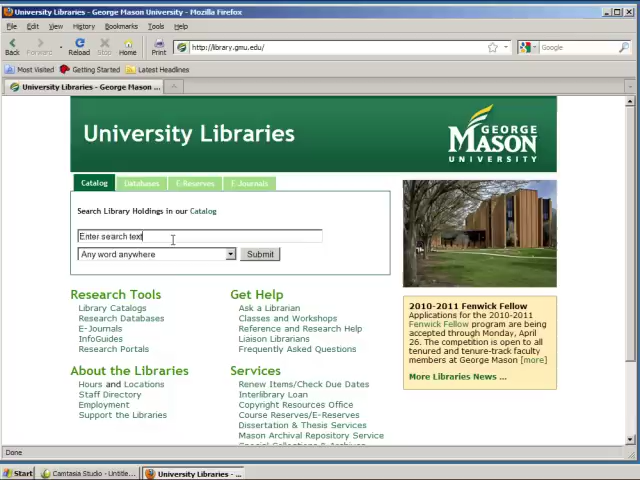 University Libraries - George Mason University - Mozilla Firefox
File Edit View History Bookmarks Tools Help
Back Forward Reload Stop Home Print http://library.gmu.edu/ Google
Most Visited Getting Started Latest Headlines
University Libraries - George Mason ...
University Libraries
GEORGE
MASON
UNIVERSITY
Catalog Databases E-Reserves E-Journals
Search Library Holdings in our Catalog
Enter search text
Any word anywhere Submit
Research Tools
Library Catalogs
Research Databases
E-Journals
InfoGuides
Research Portals
Get Help
Ask a Librarian
Classes and Workshops
Reference and Research Help
Liaison Librarians
Frequently Asked Questions
2010-2011 Fenwick Fellow
Applications for the 2010-2011
Fenwick Fellow program are being
accepted through Monday, April
26. The competition is open to all
tenured and tenure-track faculty
members at George Mason [more]
More Libraries News ...
About the Libraries
Hours and Locations
Staff Directory
Employment
Support the Libraries
Services
Renew Items/Check Due Dates
Interlibrary Loan
Copyright Resources Office
Course Reserves/E-Reserves
Dissertation & Thesis Services
Mason Archival Repository Service
Done
Start Camtasia Studio - Untitle... University Libraries - ...